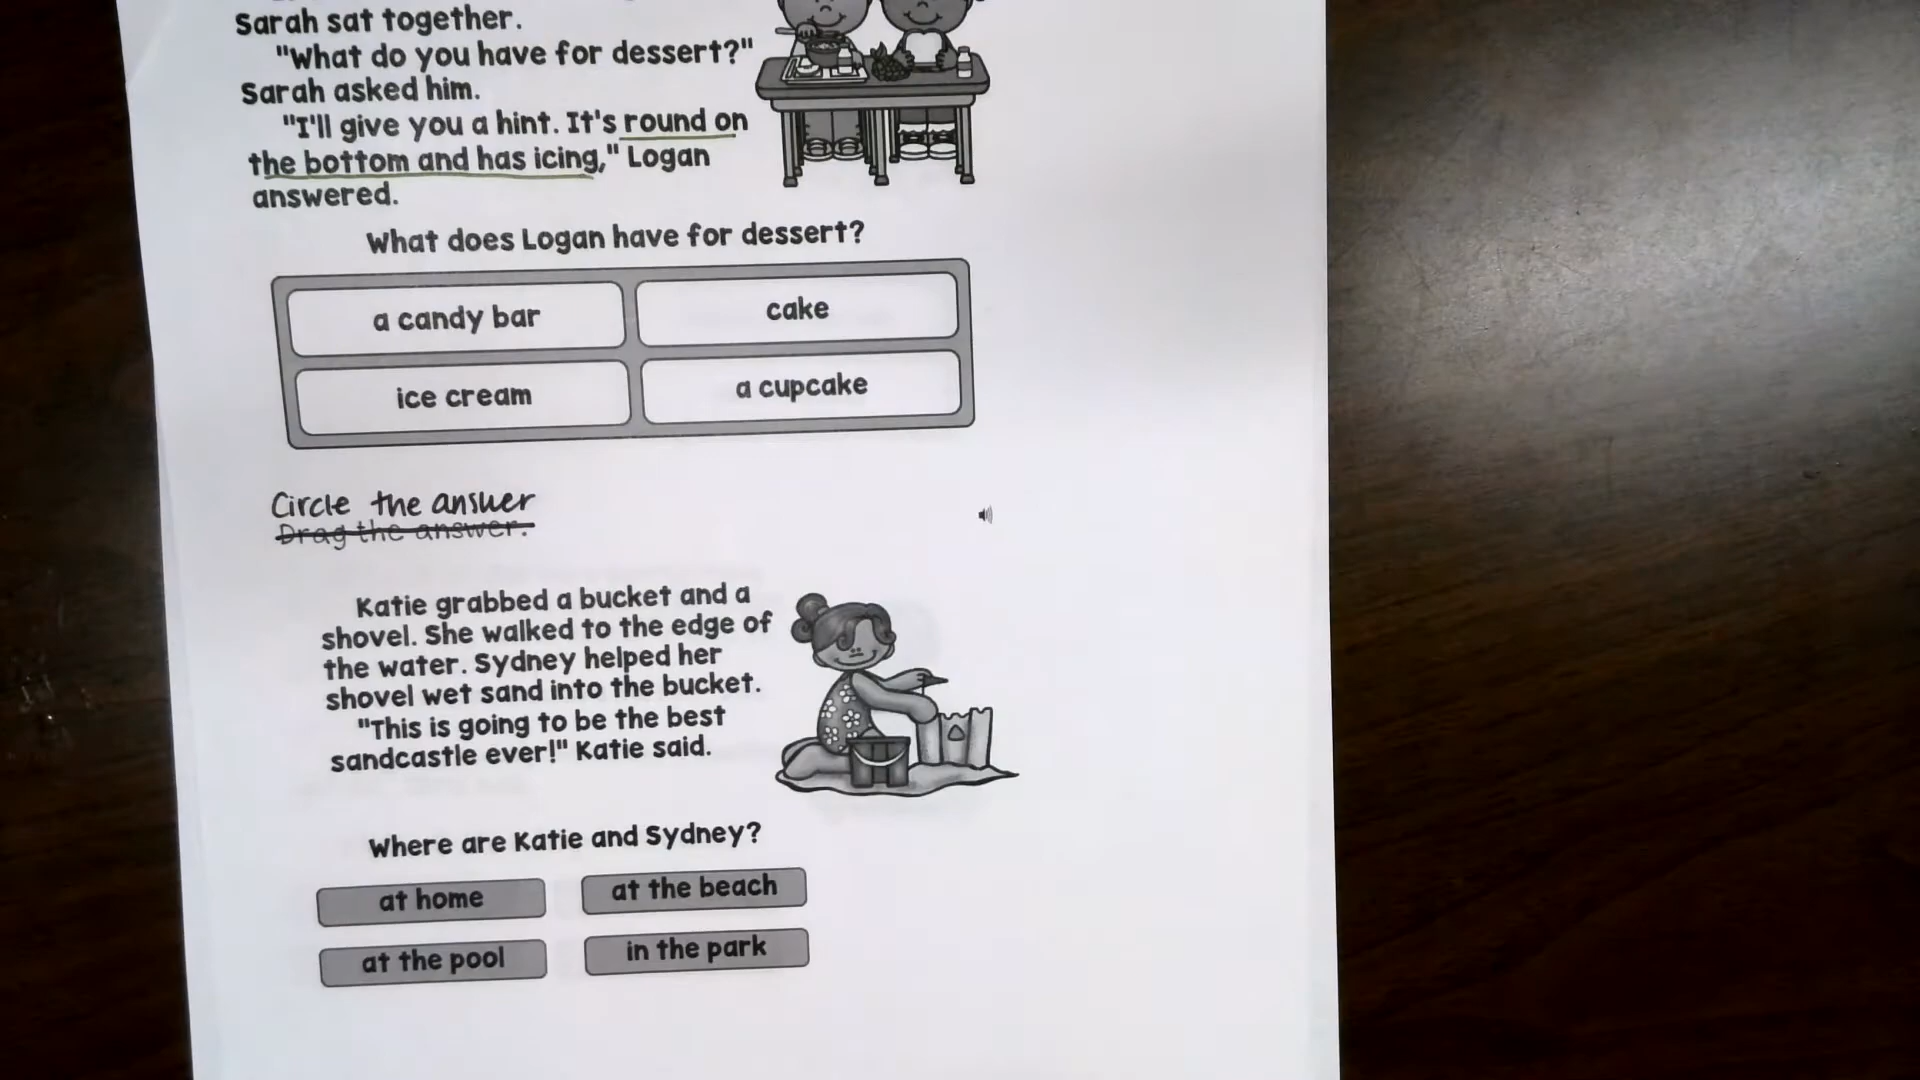 Sarah sat together.
"What do you have for dessert?"
Sarah asked him.
"I'll give you a hint. It's round on
the bottom and has icing," Logan
answered.
What does Logan have for dessert?
a candy bar
cake
ice cream
a cupcake
Circle the answer
Drag the answer.
Katie grabbed a bucket and a
shovel. She walked to the edge of
the water. Sydney helped her
shovel wet sand into the bucket.
"This is going to be the best
sandcastle ever!" Katie said.
Where are Katie and Sydney?
at home
at the beach
at the pool
in the park